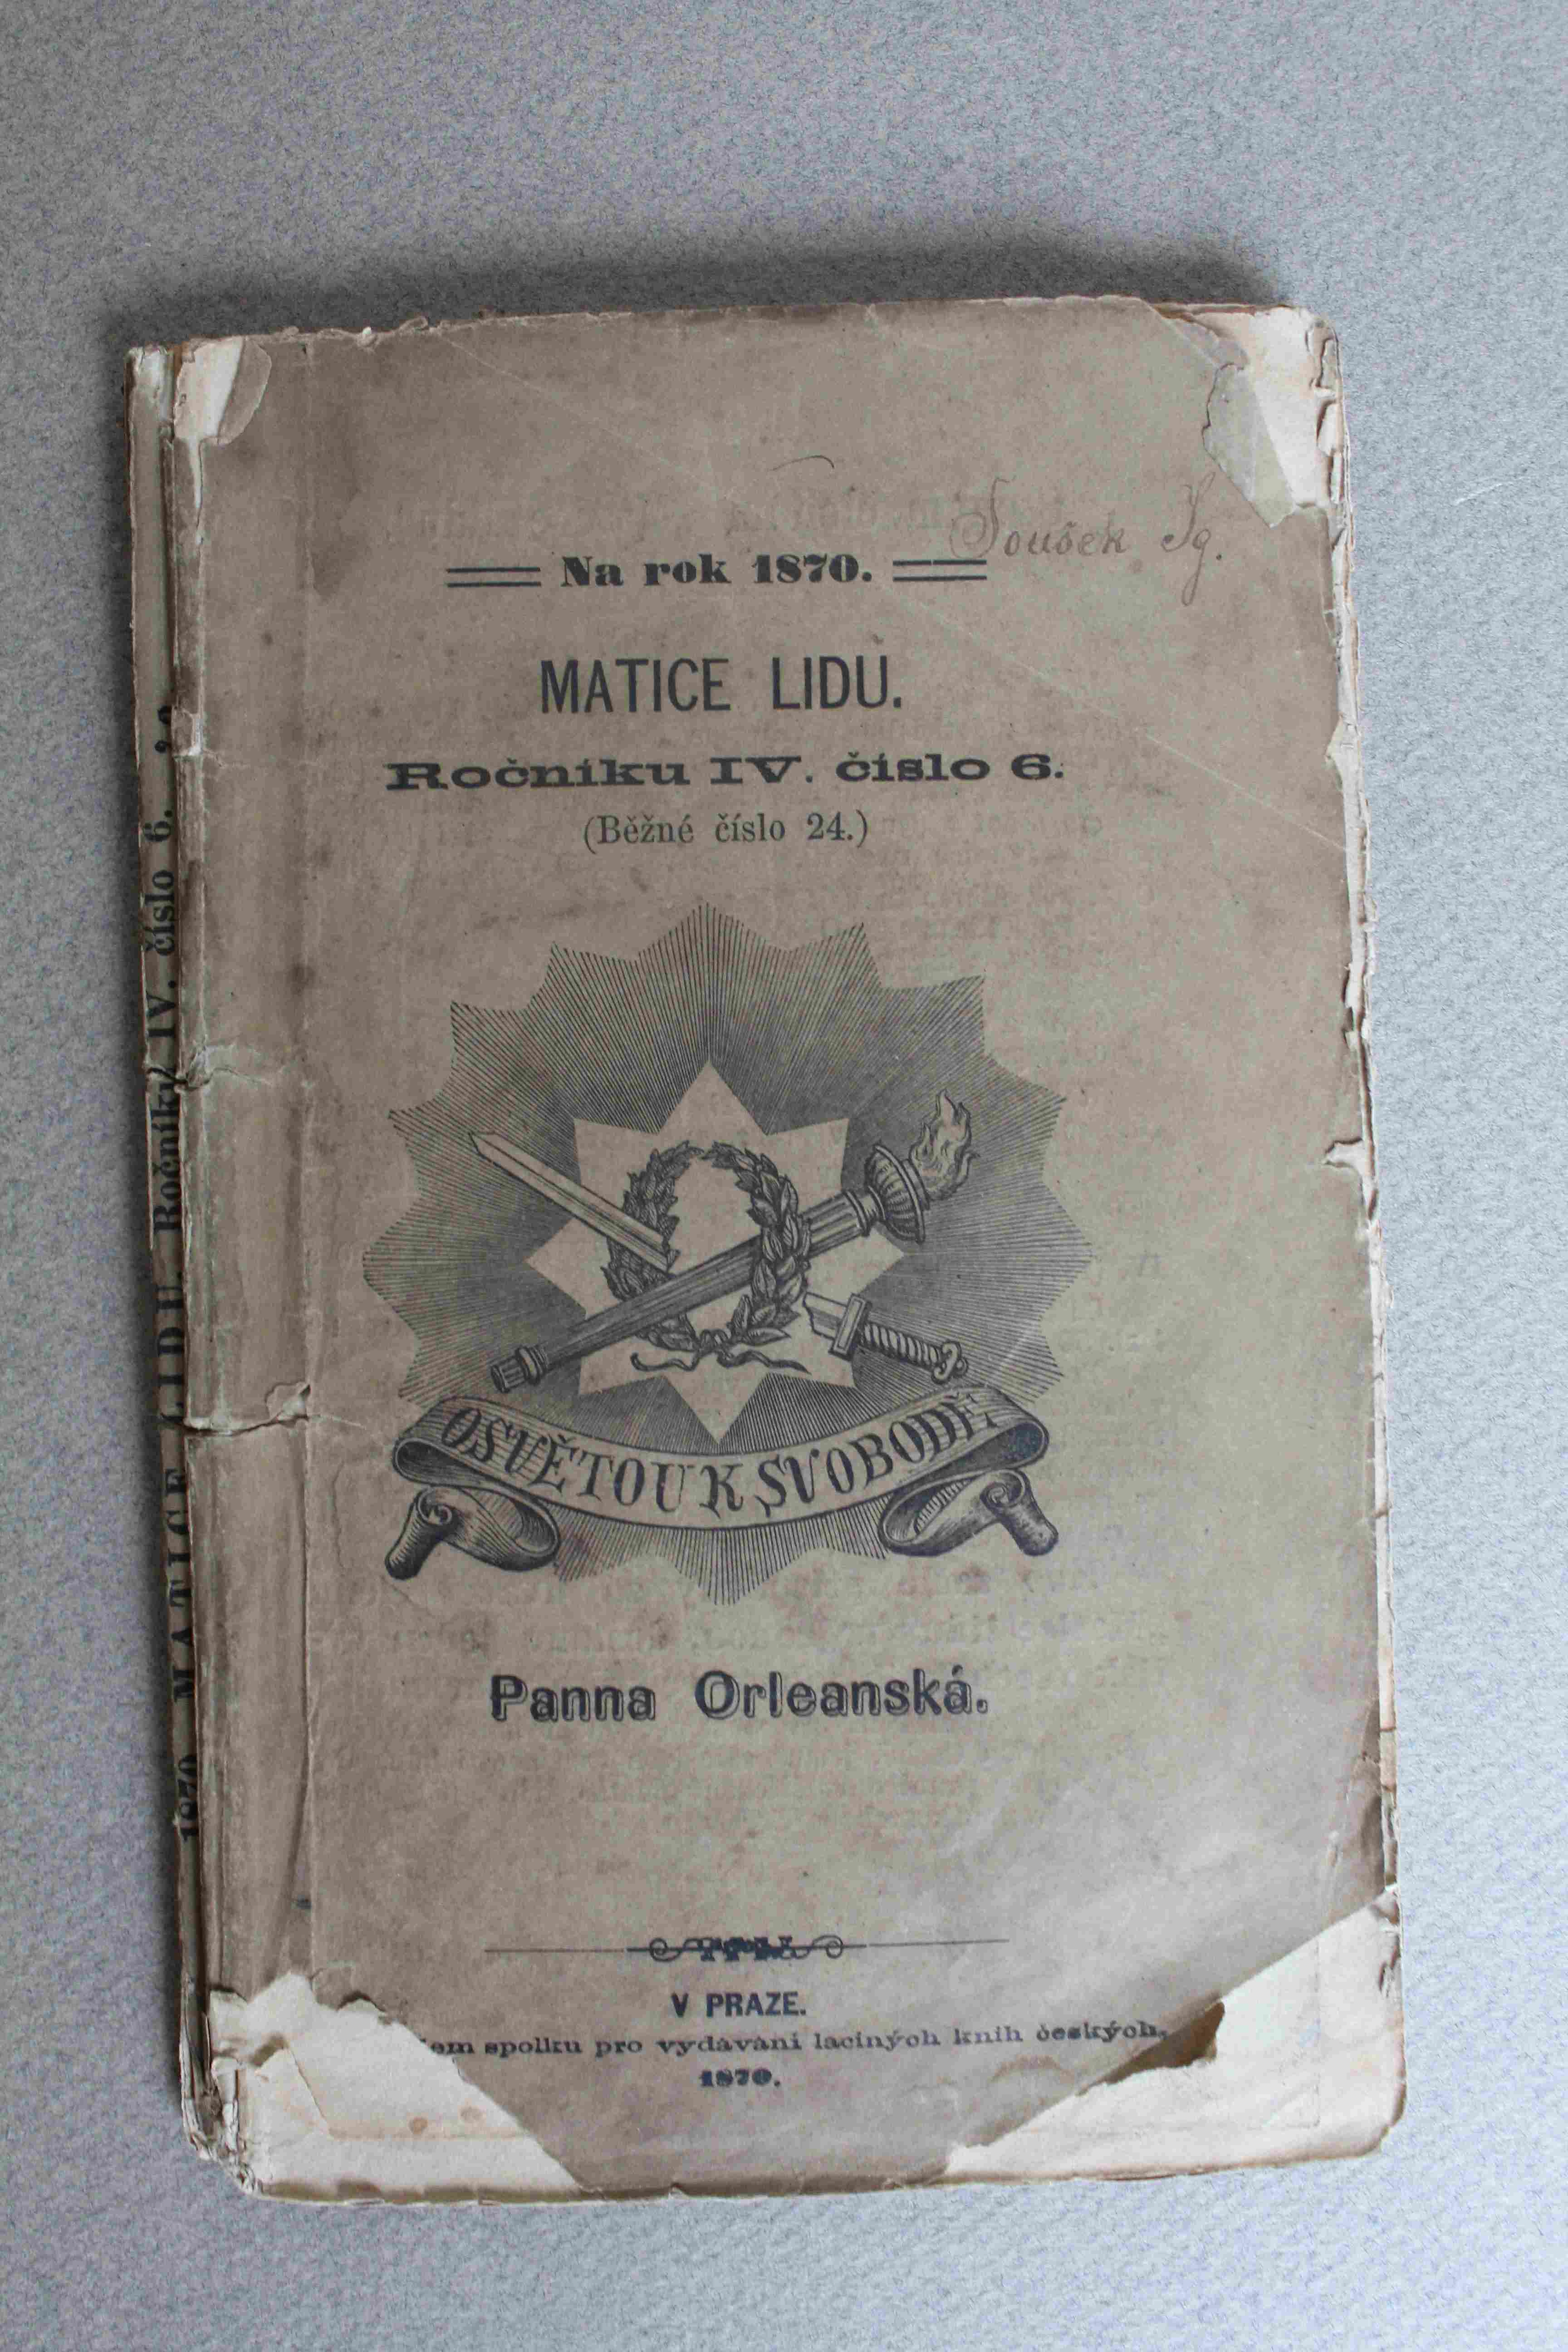 Soušek Ig.
Na rok 1870.
MATICE LIDU.
Ročníku IV. číslo 6.
(Běžné číslo 24.)
OSVĚTOU K SVOBODĚ.
Panna Orleanská.
V PRAZE.
spolku pro vydávání laciných knih českých.
1870.
1870 MATICE LIDU. Ročníku IV. číslo 6.